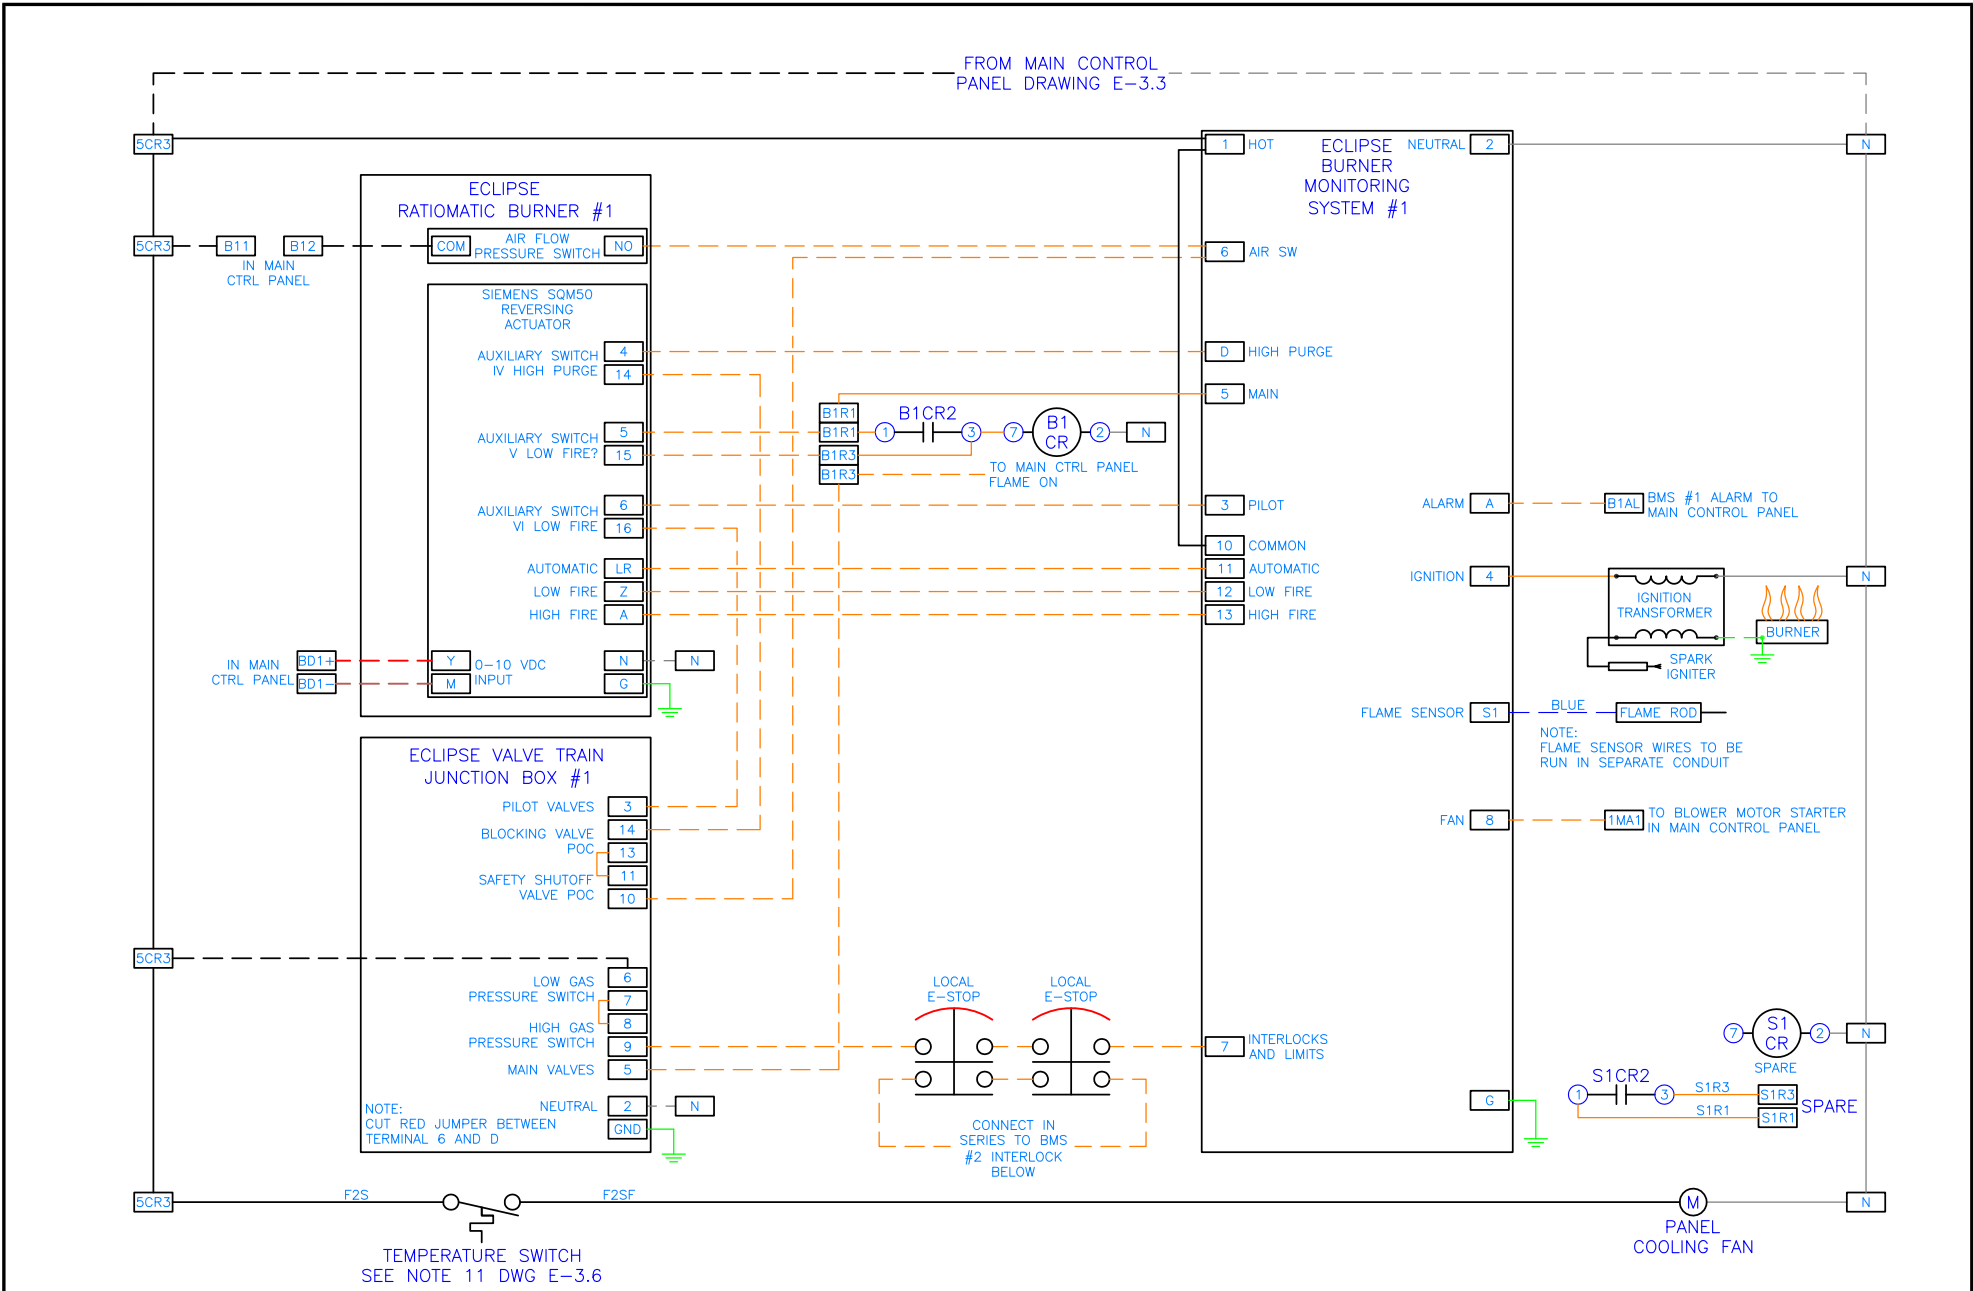 FROM MAIN CONTROL
PANEL DRAWING E-3.3
5CR3
1 HOT
ECLIPSE
BURNER
MONITORING
SYSTEM #1
NEUTRAL 2
N
ECLIPSE
RATIOMATIC BURNER #1
5CR3
B11
B12
IN MAIN
CTRL PANEL
COM
AIR FLOW
PRESSURE SWITCH
NO
6 AIR SW
SIEMENS SQM50
REVERSING
ACTUATOR
AUXILIARY SWITCH
IV HIGH PURGE
4
14
D HIGH PURGE
5 MAIN
AUXILIARY SWITCH
V LOW FIRE?
5
15
B1R1
B1R1
B1R3
B1R3
B1CR2
1
3
7
B1
CR
2
N
TO MAIN CTRL PANEL
FLAME ON
AUXILIARY SWITCH
VI LOW FIRE
6
16
3 PILOT
ALARM A
B1AL
BMS #1 ALARM TO
MAIN CONTROL PANEL
10 COMMON
AUTOMATIC LR
11 AUTOMATIC
LOW FIRE Z
12 LOW FIRE
HIGH FIRE A
13 HIGH FIRE
IGNITION 4
IGNITION
TRANSFORMER
N
BURNER
SPARK
IGNITER
IN MAIN
CTRL PANEL
BD1+
BD1-
Y
M
0-10 VDC
INPUT
N
G
N
FLAME SENSOR S1
BLUE
FLAME ROD
NOTE:
FLAME SENSOR WIRES TO BE
RUN IN SEPARATE CONDUIT
ECLIPSE VALVE TRAIN
JUNCTION BOX #1
PILOT VALVES 3
BLOCKING VALVE
POC
14
13
SAFETY SHUTOFF
VALVE POC
11
10
FAN 8
1MA1
TO BLOWER MOTOR STARTER
IN MAIN CONTROL PANEL
5CR3
LOW GAS
PRESSURE SWITCH
6
7
HIGH GAS
PRESSURE SWITCH
8
9
MAIN VALVES 5
LOCAL
E-STOP
LOCAL
E-STOP
7
INTERLOCKS
AND LIMITS
7
S1
CR
2
N
SPARE
S1CR2
1
3
S1R3
S1R3
S1R1
S1R1
SPARE
NEUTRAL 2
N
GND
NOTE:
CUT RED JUMPER BETWEEN
TERMINAL 6 AND D
CONNECT IN
SERIES TO BMS
#2 INTERLOCK
BELOW
G
5CR3
F2S
F2SF
M
N
TEMPERATURE SWITCH
SEE NOTE 11 DWG E-3.6
PANEL
COOLING FAN